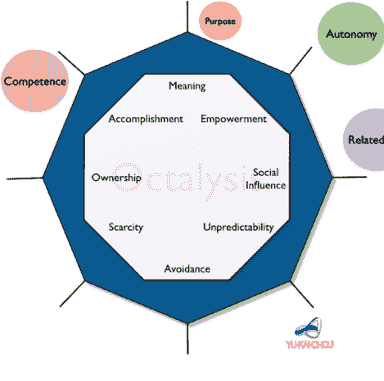 Purpose
Autonomy
Competence
Meaning
Accomplishment
Empowerment
Related
Ownership
Octalysis
Social
Influence
Scarcity
Unpredictability
Avoidance
YUKAICHOU